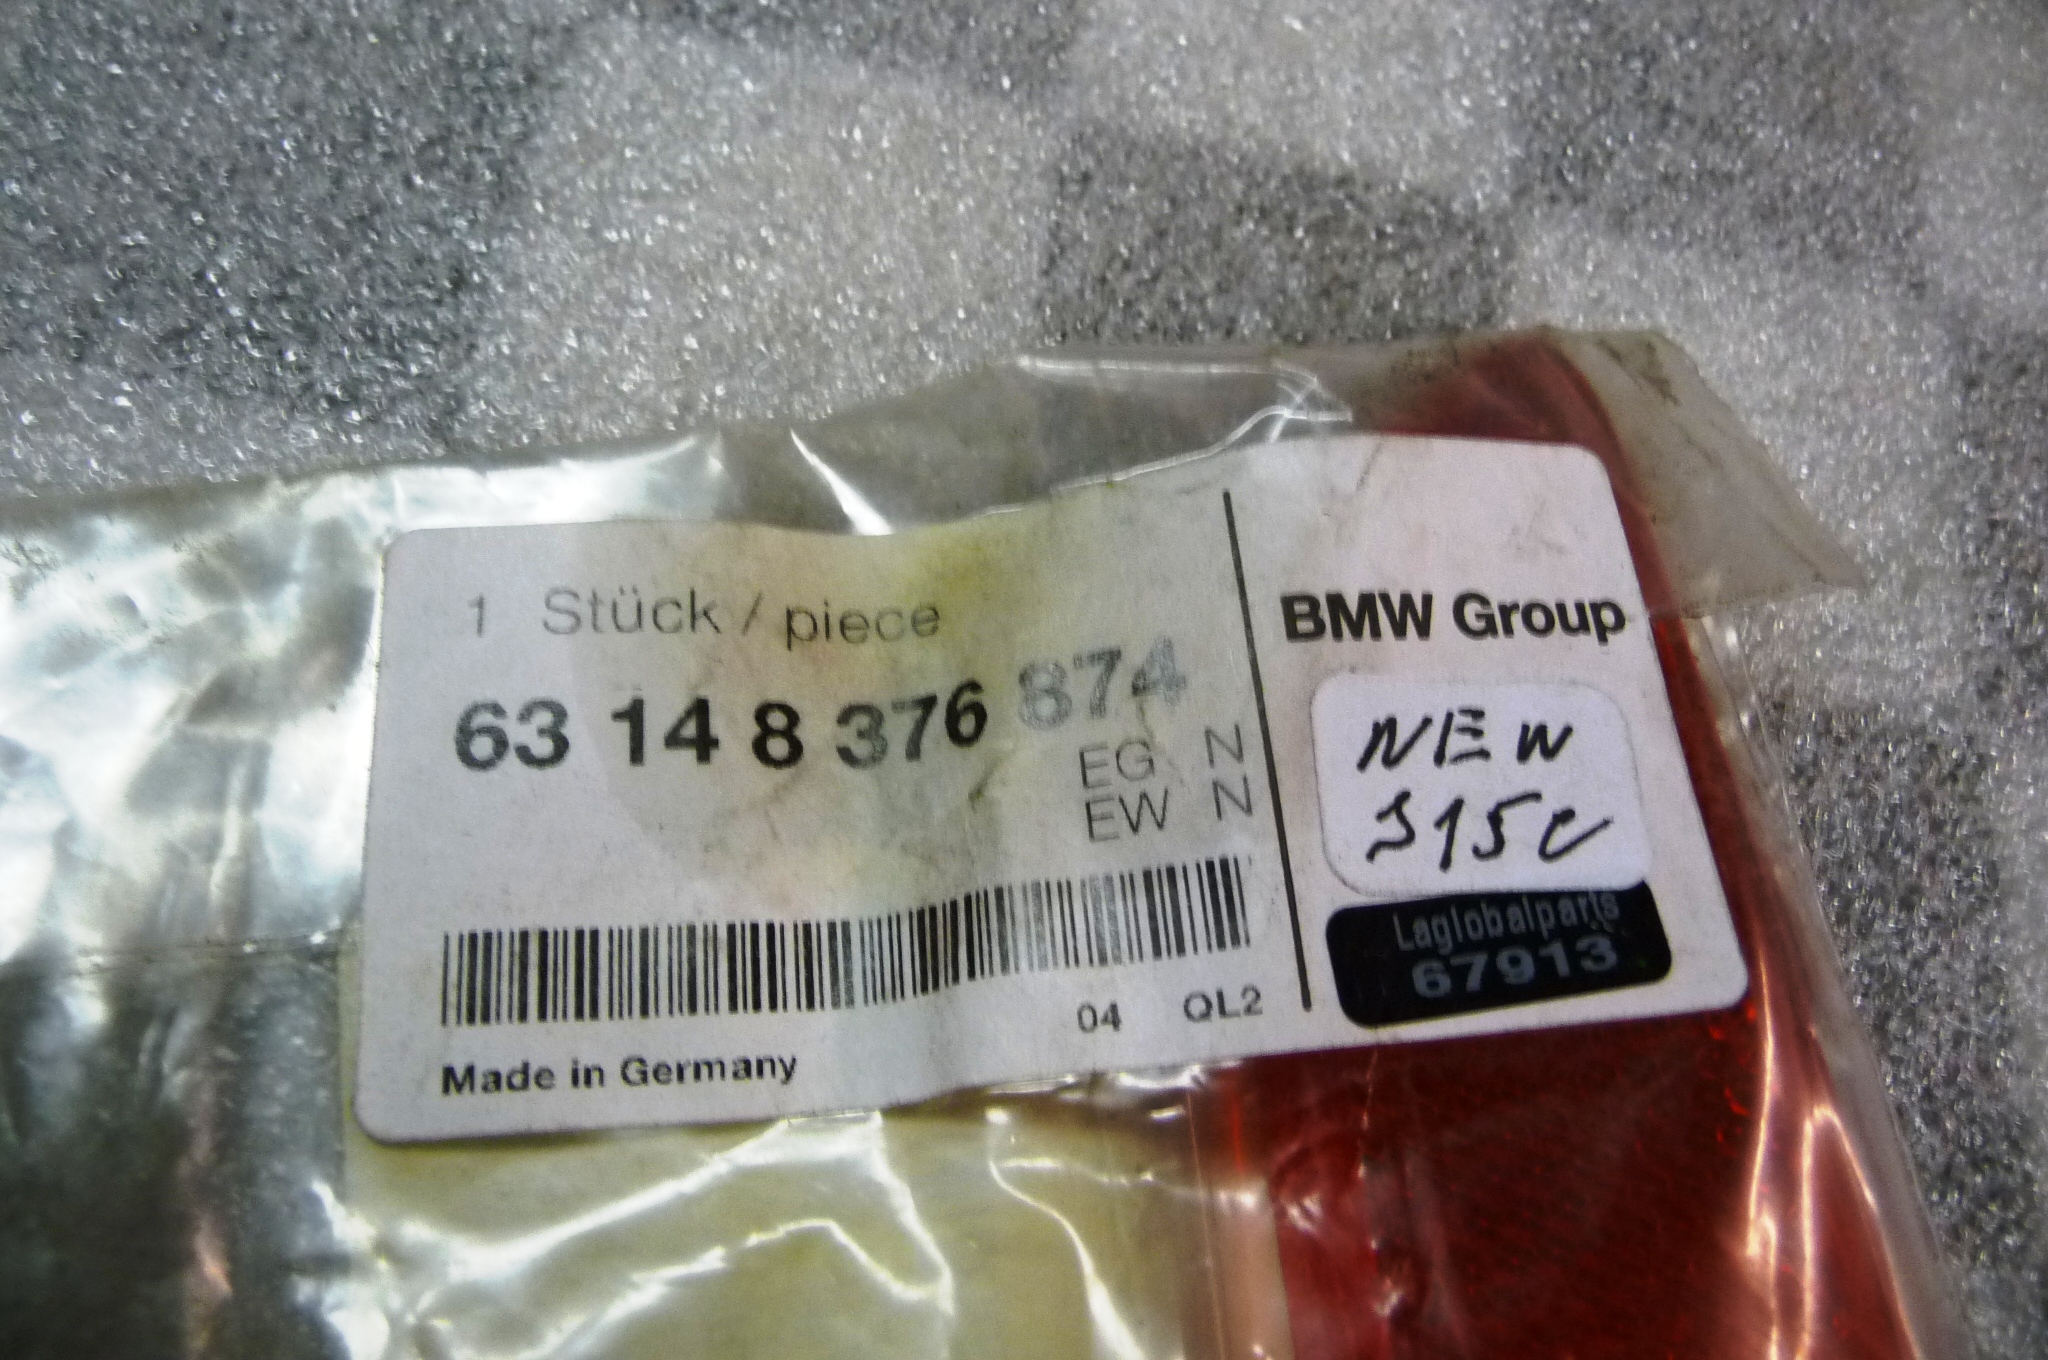 1 Stück / piece
63 14 8 376 874
EG N
EW N
04 QL2
Made in Germany
BMW Group
NEW
315c
Laglobalparts
67913